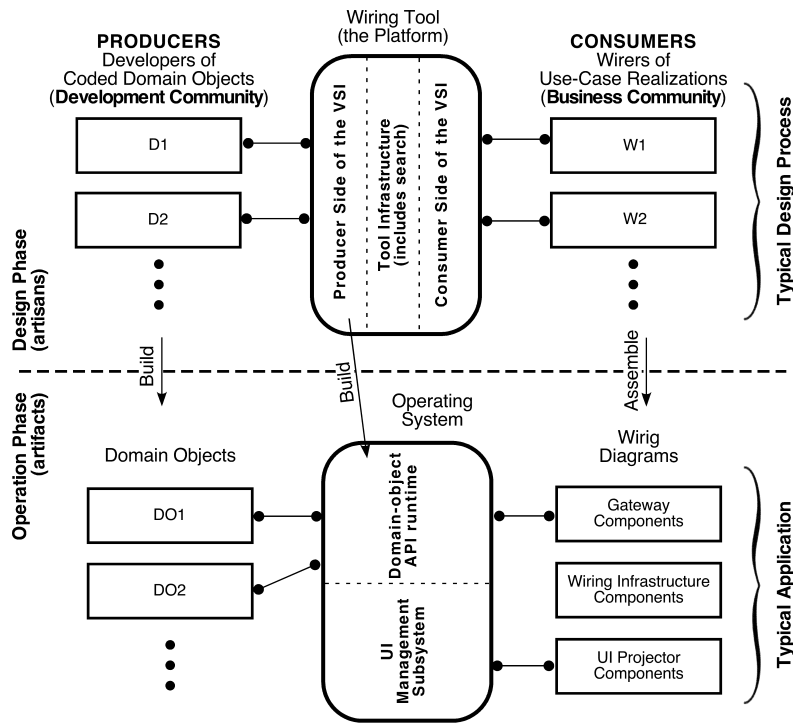 Wiring Tool
(the Platform)
PRODUCERS
Developers of
Coded Domain Objects
(Development Community)
CONSUMERS
Wirers of
Use-Case Realizations
(Business Community)
D1
D2
Producer Side of the VSI
Tool Infrastructure
(includes search)
Consumer Side of the VSI
W1
W2
Typical Design Process
Design Phase
(artisans)
Build
Build
Assemble
Operation Phase
(artifacts)
Domain Objects
Operating
System
Wirig
Diagrams
DO1
DO2
Domain-object
API runtime
UI
Management
Subsystem
Gateway
Components
Wiring Infrastructure
Components
UI Projector
Components
Typical Application